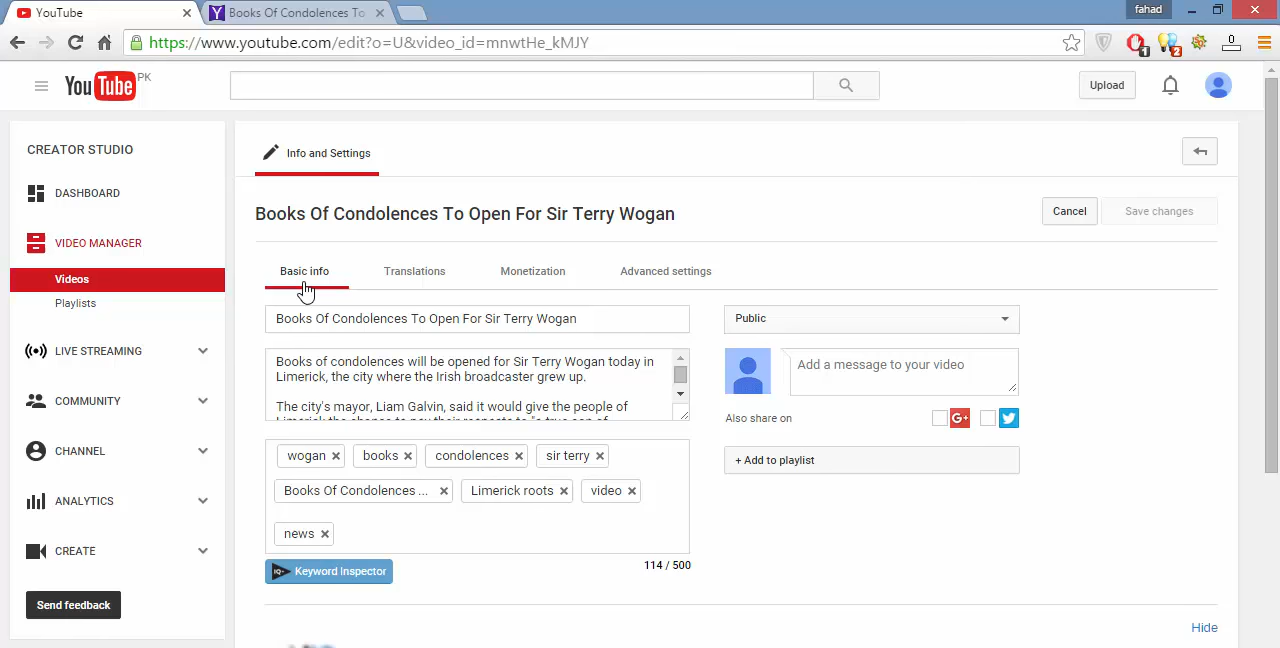 YouTube
Books Of Condolences To
fahad
https://www.youtube.com/edit?o=U&video_id=mnwtHe_kMJY
1
2
0
YouTube PK
Upload
CREATOR STUDIO
DASHBOARD
VIDEO MANAGER
Videos
Playlists
LIVE STREAMING
COMMUNITY
CHANNEL
ANALYTICS
CREATE
Send feedback
Info and Settings
Books Of Condolences To Open For Sir Terry Wogan
Cancel
Save changes
Basic info
Translations
Monetization
Advanced settings
Books Of Condolences To Open For Sir Terry Wogan
Books of condolences will be opened for Sir Terry Wogan today in
Limerick, the city where the Irish broadcaster grew up.
The city's mayor, Liam Galvin, said it would give the people of
wogan
books
condolences
sir terry
Books Of Condolences ...
Limerick roots
video
news
Keyword Inspector
114 / 500
Public
Add a message to your video
Also share on
G+
+ Add to playlist
Hide